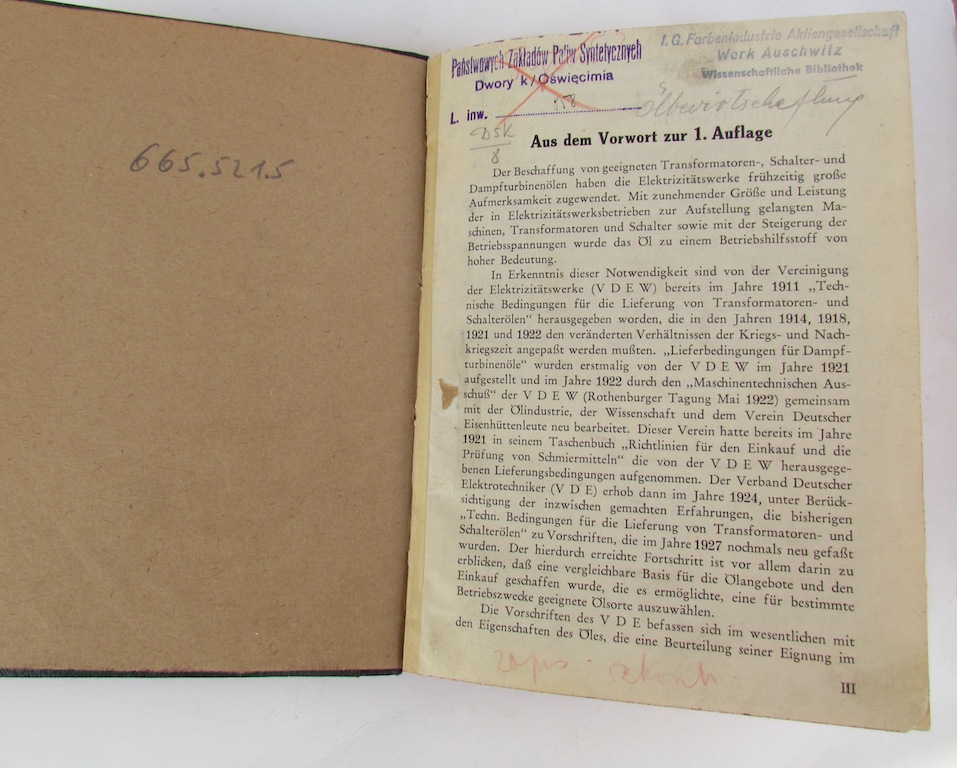 665.521.5
Państwowych Zakładów Paliw Syntetycznych
Dwory k/Oświęcimia
L. inw. 658
I. G. Farbenindustrie Aktiengesellschaft
Werk Auschwitz
Wissenschaftliche Bibliothek
Ölbewirtschaftung
DSK
8
Aus dem Vorwort zur 1. Auflage
Der Beschaffung von geeigneten Transformatoren-, Schalter- und
Dampfturbinenölen haben die Elektrizitätswerke frühzeitig große
Aufmerksamkeit zugewendet. Mit zunehmender Größe und Leistung
der in Elektrizitätswerksbetrieben zur Aufstellung gelangten Ma-
schinen, Transformatoren und Schalter sowie mit der Steigerung der
Betriebsspannungen wurde das Öl zu einem Betriebshilfsstoff von
hoher Bedeutung.
In Erkenntnis dieser Notwendigkeit sind von der Vereinigung
der Elektrizitätswerke (V D E W) bereits im Jahre 1911 „Tech-
nische Bedingungen für die Lieferung von Transformatoren- und
Schalterölen“ herausgegeben worden, die in den Jahren 1914, 1918,
1921 und 1922 den veränderten Verhältnissen der Kriegs- und Nach-
kriegszeit angepaßt werden mußten. „Lieferbedingungen für Dampf-
turbinenöle“ wurden erstmalig von der V D E W im Jahre 1921
aufgestellt und im Jahre 1922 durch den „Maschinentechnischen Aus-
schuß“ der V D E W (Rothenburger Tagung Mai 1922) gemeinsam
mit der Ölindustrie, der Wissenschaft und dem Verein Deutscher
Eisenhüttenleute neu bearbeitet. Dieser Verein hatte bereits im Jahre
1921 in seinem Taschenbuch „Richtlinien für den Einkauf und die
Prüfung von Schmiermitteln“ die von der V D E W herausgege-
benen Lieferungsbedingungen aufgenommen. Der Verband Deutscher
Elektrotechniker (V D E) erhob dann im Jahre 1924, unter Berück-
sichtigung der inzwischen gemachten Erfahrungen, die bisherigen
„Techn. Bedingungen für die Lieferung von Transformatoren- und
Schalterölen“ zu Vorschriften, die im Jahre 1927 nochmals neu gefaßt
wurden. Der hierdurch erreichte Fortschritt ist vor allem darin zu
erblicken, daß eine vergleichbare Basis für die Ölangebote und den
Einkauf geschaffen wurde, die es ermöglichte, eine für bestimmte
Betriebszwecke geeignete Ölsorte auszuwählen.
Die Vorschriften des V D E befassen sich im wesentlichen mit
den Eigenschaften des Öles, die eine Beurteilung seiner Eignung im
III